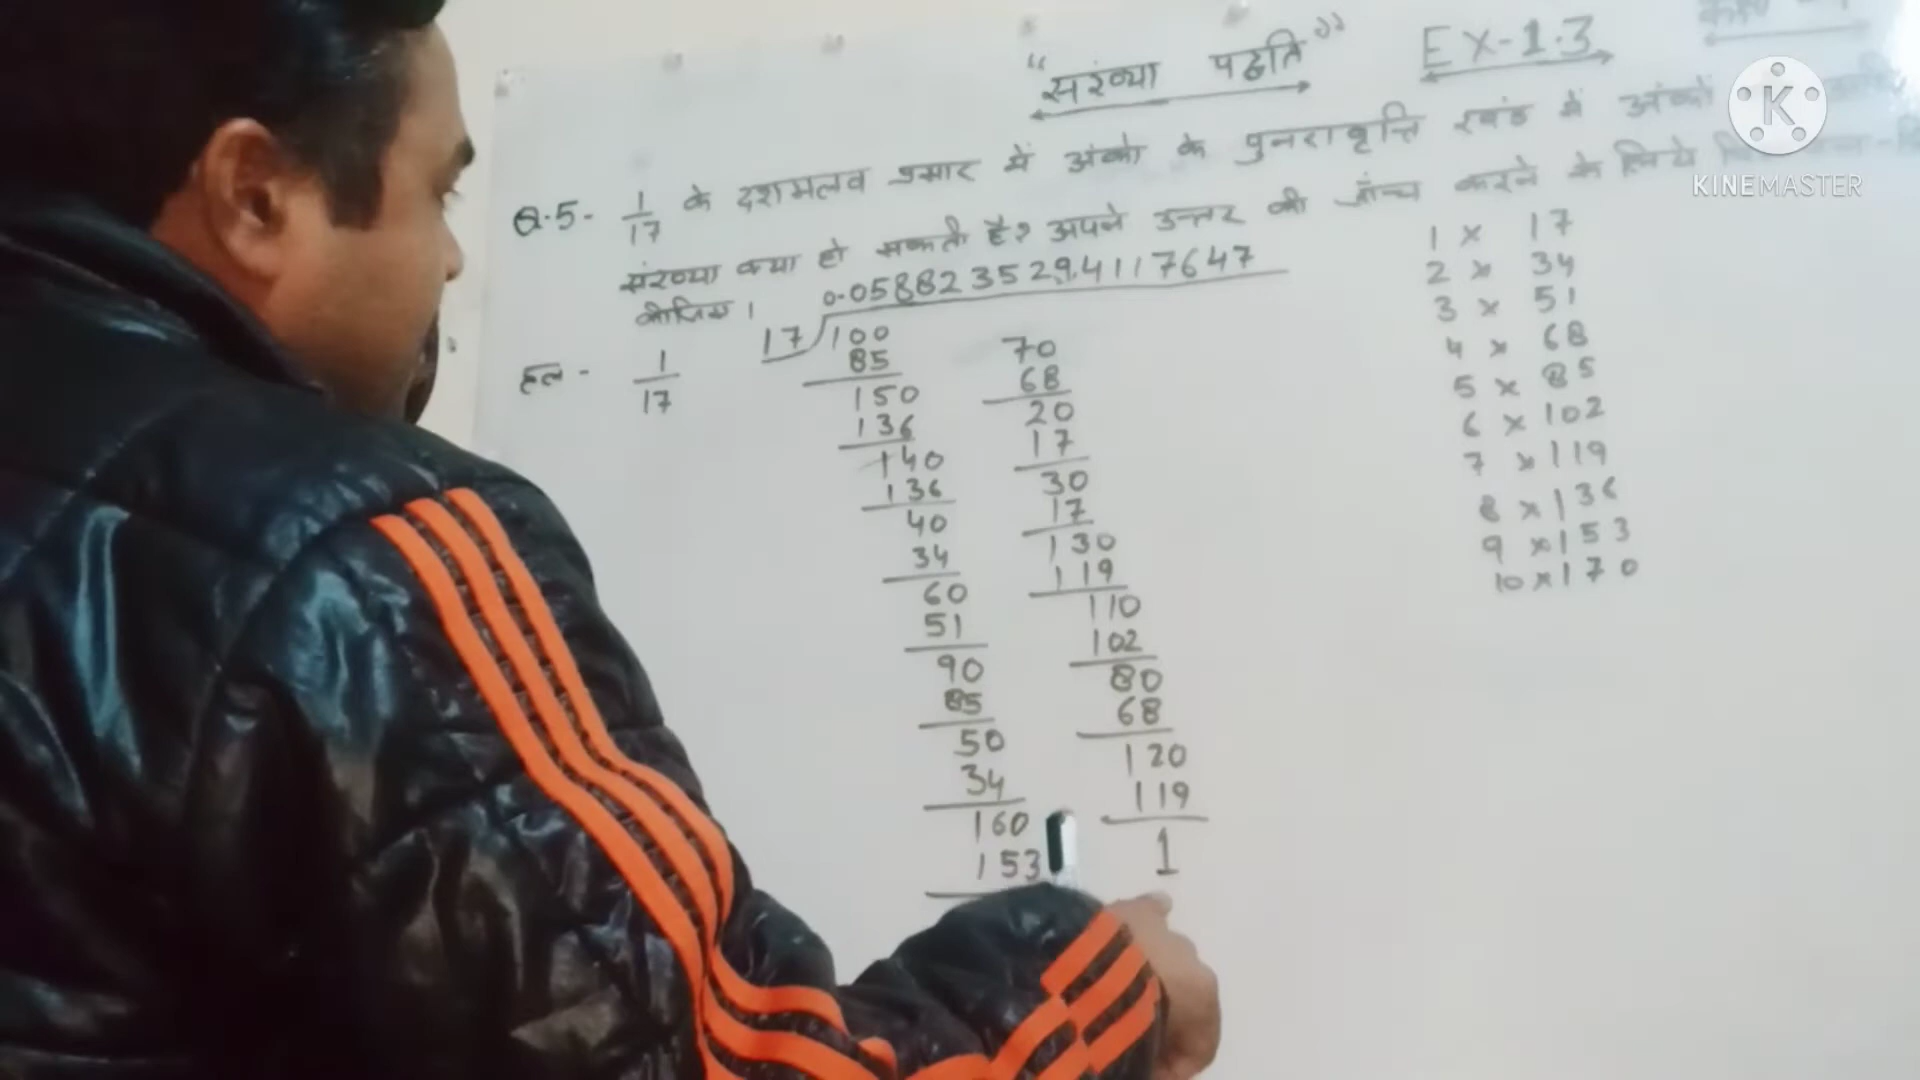 "संख्या पद्धति" EX-1.3
KINEMASTER
Q.5- 1/17 के दशमलव प्रसार में अंको के पुनरावृत्ति खंड में अंकों
संख्या क्या हो सकती है? अपने उत्तर की जाँच करने के लिये
कीजिए।
हल - 1/17
0.0588235294117647
17 100
85
150
136
140
136
40
34
60
51
90
85
50
34
160
153
70
68
20
17
30
17
130
119
110
102
80
68
120
119
1
1 × 17
2 × 34
3 × 51
4 × 68
5 × 85
6 × 102
7 × 119
8 × 136
9 × 153
10 × 170